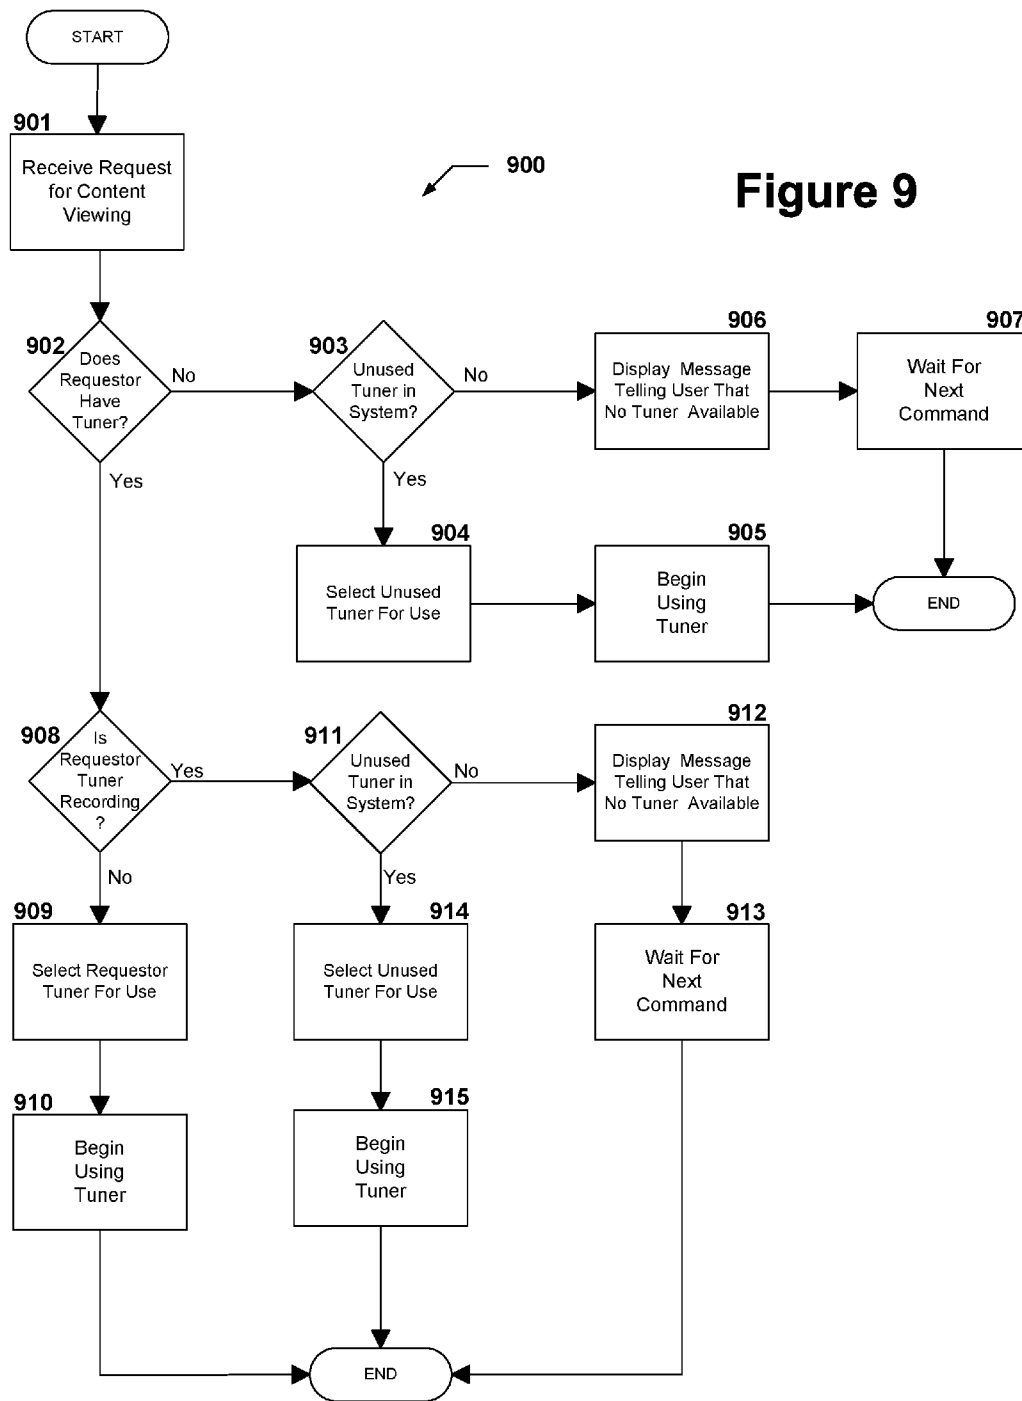 START
901
Receive Request
for Content
Viewing
900
Figure 9
902
Does
Requestor
Have
Tuner?
No
Yes
903
Unused
Tuner in
System?
No
Yes
906
Display Message
Telling User That
No Tuner Available
907
Wait For
Next
Command
904
Select Unused
Tuner For Use
905
Begin
Using
Tuner
END
908
Is
Requestor
Tuner
Recording
?
Yes
No
911
Unused
Tuner in
System?
No
Yes
912
Display Message
Telling User That
No Tuner Available
909
Select Requestor
Tuner For Use
914
Select Unused
Tuner For Use
913
Wait For
Next
Command
910
Begin
Using
Tuner
915
Begin
Using
Tuner
END